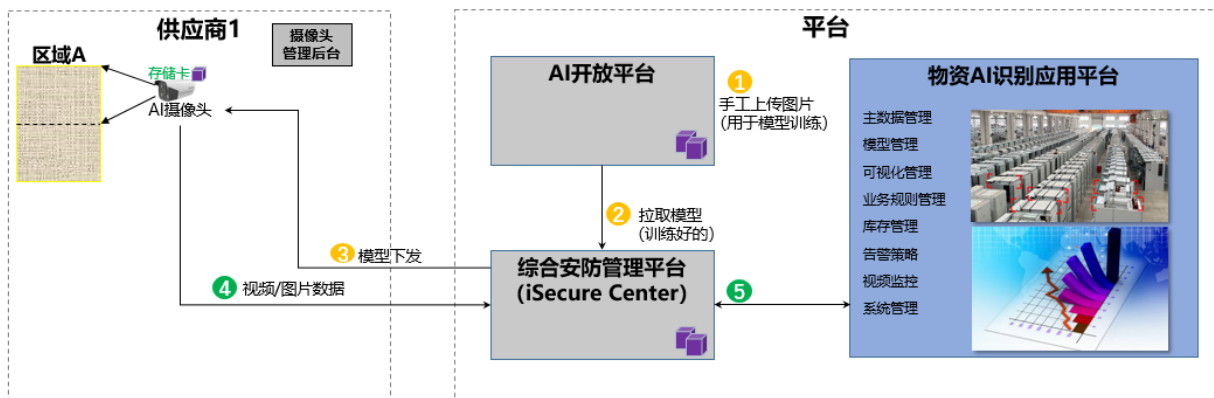 供应商1
摄像头
管理后台
区域A
存储卡
AI摄像头
3 模型下发
4 视频/图片数据
平台
AI开放平台
1
手工上传图片
（用于模型训练）
2 拉取模型
（训练好的）
综合安防管理平台
（iSecure Center）
5
物资AI识别应用平台
主数据管理
模型管理
可视化管理
业务规则管理
库存管理
告警策略
视频监控
系统管理